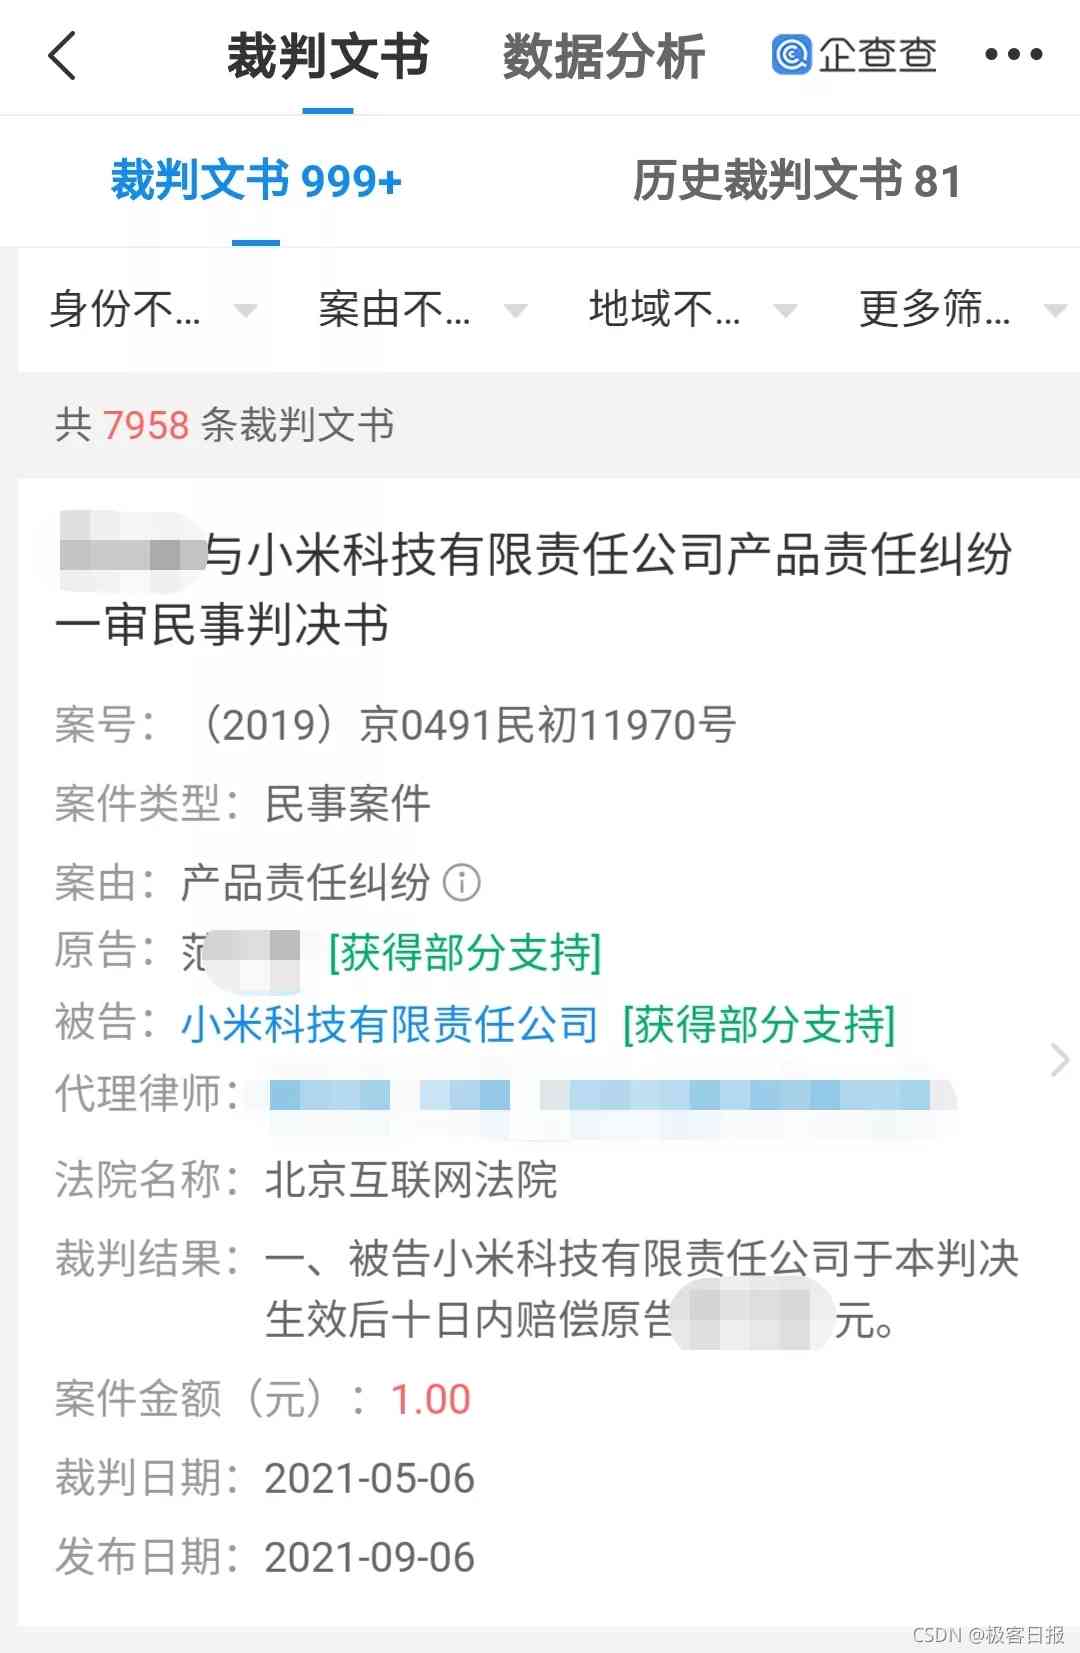 裁判文书 数据分析 企查查
裁判文书 999+ 历史裁判文书 81
身份不... 案由不... 地域不... 更多筛...
共 7958 条裁判文书
与小米科技有限责任公司产品责任纠纷
一审民事判决书
案号：（2019）京0491民初11970号
案件类型：民事案件
案由：产品责任纠纷
原告：范 [获得部分支持]
被告：小米科技有限责任公司 [获得部分支持]
代理律师：
法院名称：北京互联网法院
裁判结果：一、被告小米科技有限责任公司于本判决
生效后十日内赔偿原告 元。
案件金额（元）：1.00
裁判日期：2021-05-06
发布日期：2021-09-06
CSDN @极客日报